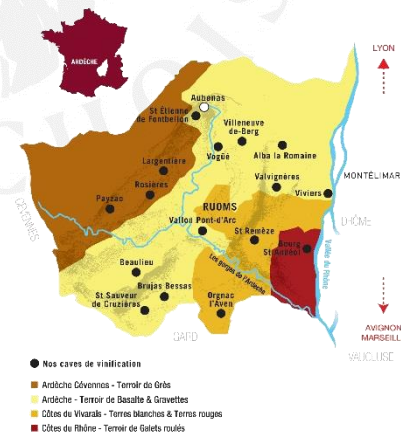 ARDÈCHE
LYON
Aubenas
St Étienne
de Fontbellon
Villeneuve
de-Berg
Vogüé
Alba la Romaine
Largentière
MONTÉLIMAR
Valvignères
Rosières
Viviers
Payzac
RUOMS
CÉVENNES
DRÔME
Vallon Pont-d'Arc
St Remèze
Bourg
St Andéol
Vallée du Rhône
Les gorges de l'Ardèche
Beaulieu
Brujas Bessas
St Sauveur
de Cruzières
Orgnac
l'Aven
GARD
AVIGNON
MARSEILL
VAUCLUSE
Nos caves de vinification
Ardèche Cévennes - Terroir de Grès
Ardèche - Terroir de Basalte & Gravettes
Côtes du Vivarais - Terres blanches & Terres rouges
Côtes du Rhône - Terroir de Galets roulés